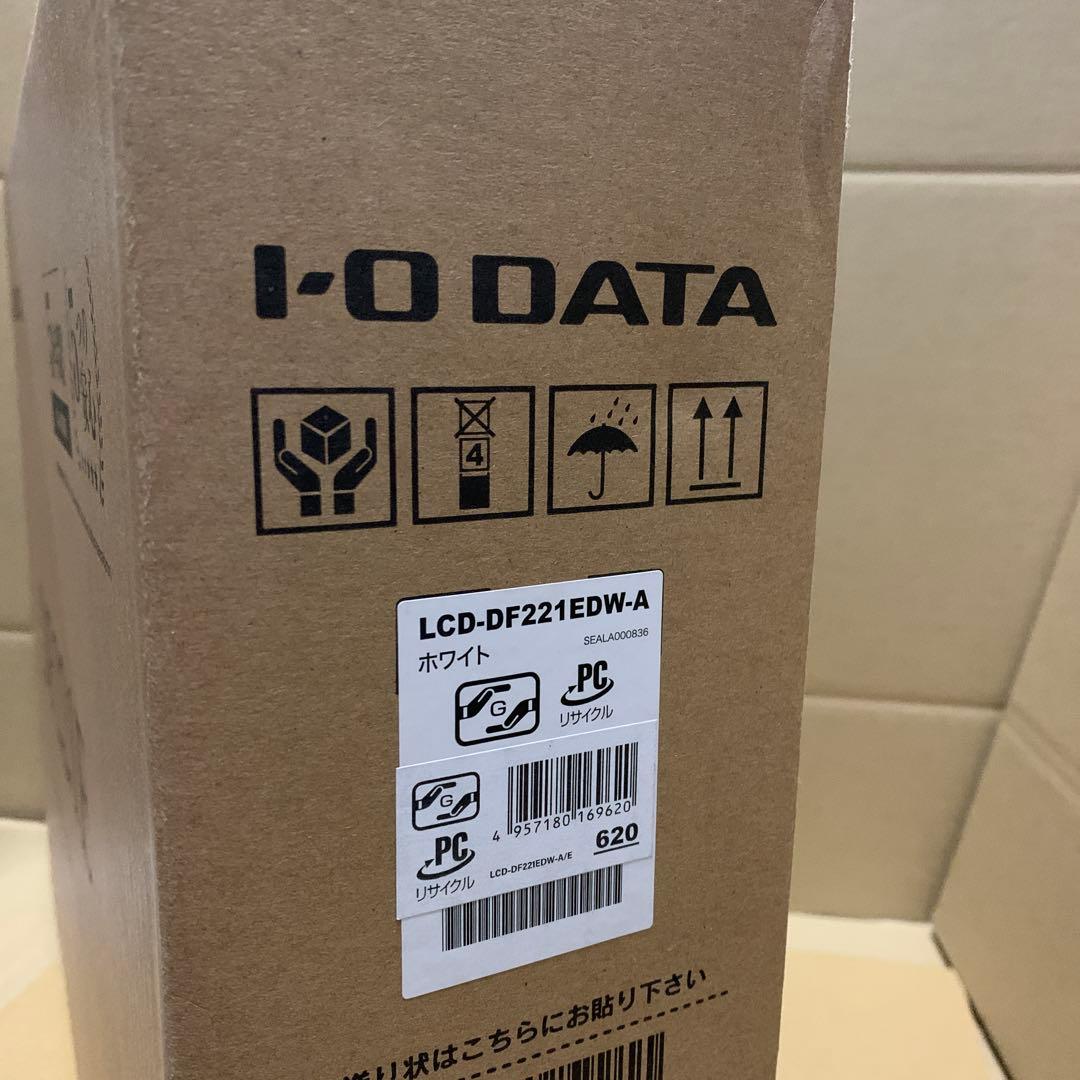 I-O DATA
4
LCD-DF221EDW-A
SEALA000836
ホワイト
G
PC
リサイクル
G
PC
リサイクル
4 957180 169620
620
LCD-DF221EDW-A/E
り状はこちらにお貼り下さい